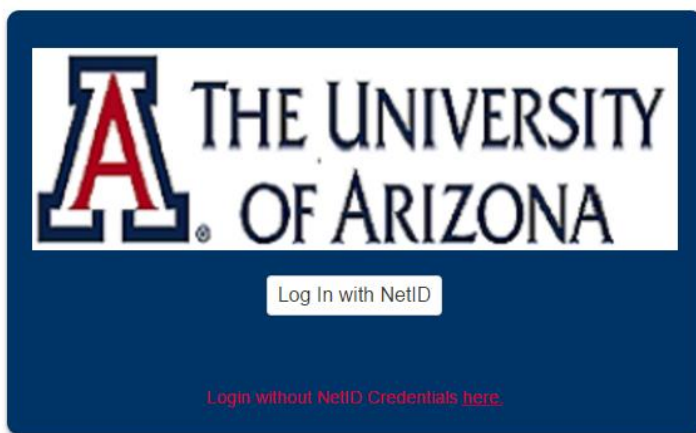 A® THE UNIVERSITY
OF ARIZONA
Log In with NetID
Login without NetID Credentials here.